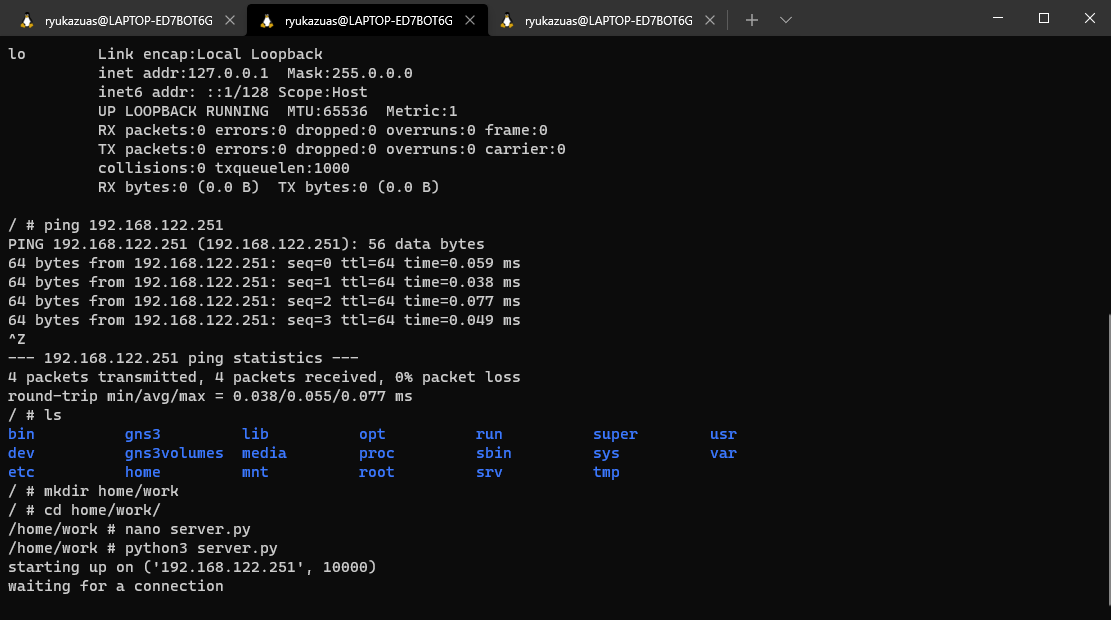 ryukazuas@LAPTOP-ED7BOT6G ryukazuas@LAPTOP-ED7BOT6G ryukazuas@LAPTOP-ED7BOT6G
lo        Link encap:Local Loopback
          inet addr:127.0.0.1  Mask:255.0.0.0
          inet6 addr: ::1/128 Scope:Host
          UP LOOPBACK RUNNING  MTU:65536  Metric:1
          RX packets:0 errors:0 dropped:0 overruns:0 frame:0
          TX packets:0 errors:0 dropped:0 overruns:0 carrier:0
          collisions:0 txqueuelen:1000
          RX bytes:0 (0.0 B)  TX bytes:0 (0.0 B)

/ # ping 192.168.122.251
PING 192.168.122.251 (192.168.122.251): 56 data bytes
64 bytes from 192.168.122.251: seq=0 ttl=64 time=0.059 ms
64 bytes from 192.168.122.251: seq=1 ttl=64 time=0.038 ms
64 bytes from 192.168.122.251: seq=2 ttl=64 time=0.077 ms
64 bytes from 192.168.122.251: seq=3 ttl=64 time=0.049 ms
^Z
--- 192.168.122.251 ping statistics ---
4 packets transmitted, 4 packets received, 0% packet loss
round-trip min/avg/max = 0.038/0.055/0.077 ms
/ # ls
bin          gns3         lib          opt          run          super        usr
dev          gns3volumes  media        proc         sbin         sys          var
etc          home         mnt          root         srv          tmp
/ # mkdir home/work
/ # cd home/work/
/home/work # nano server.py
/home/work # python3 server.py
starting up on ('192.168.122.251', 10000)
waiting for a connection